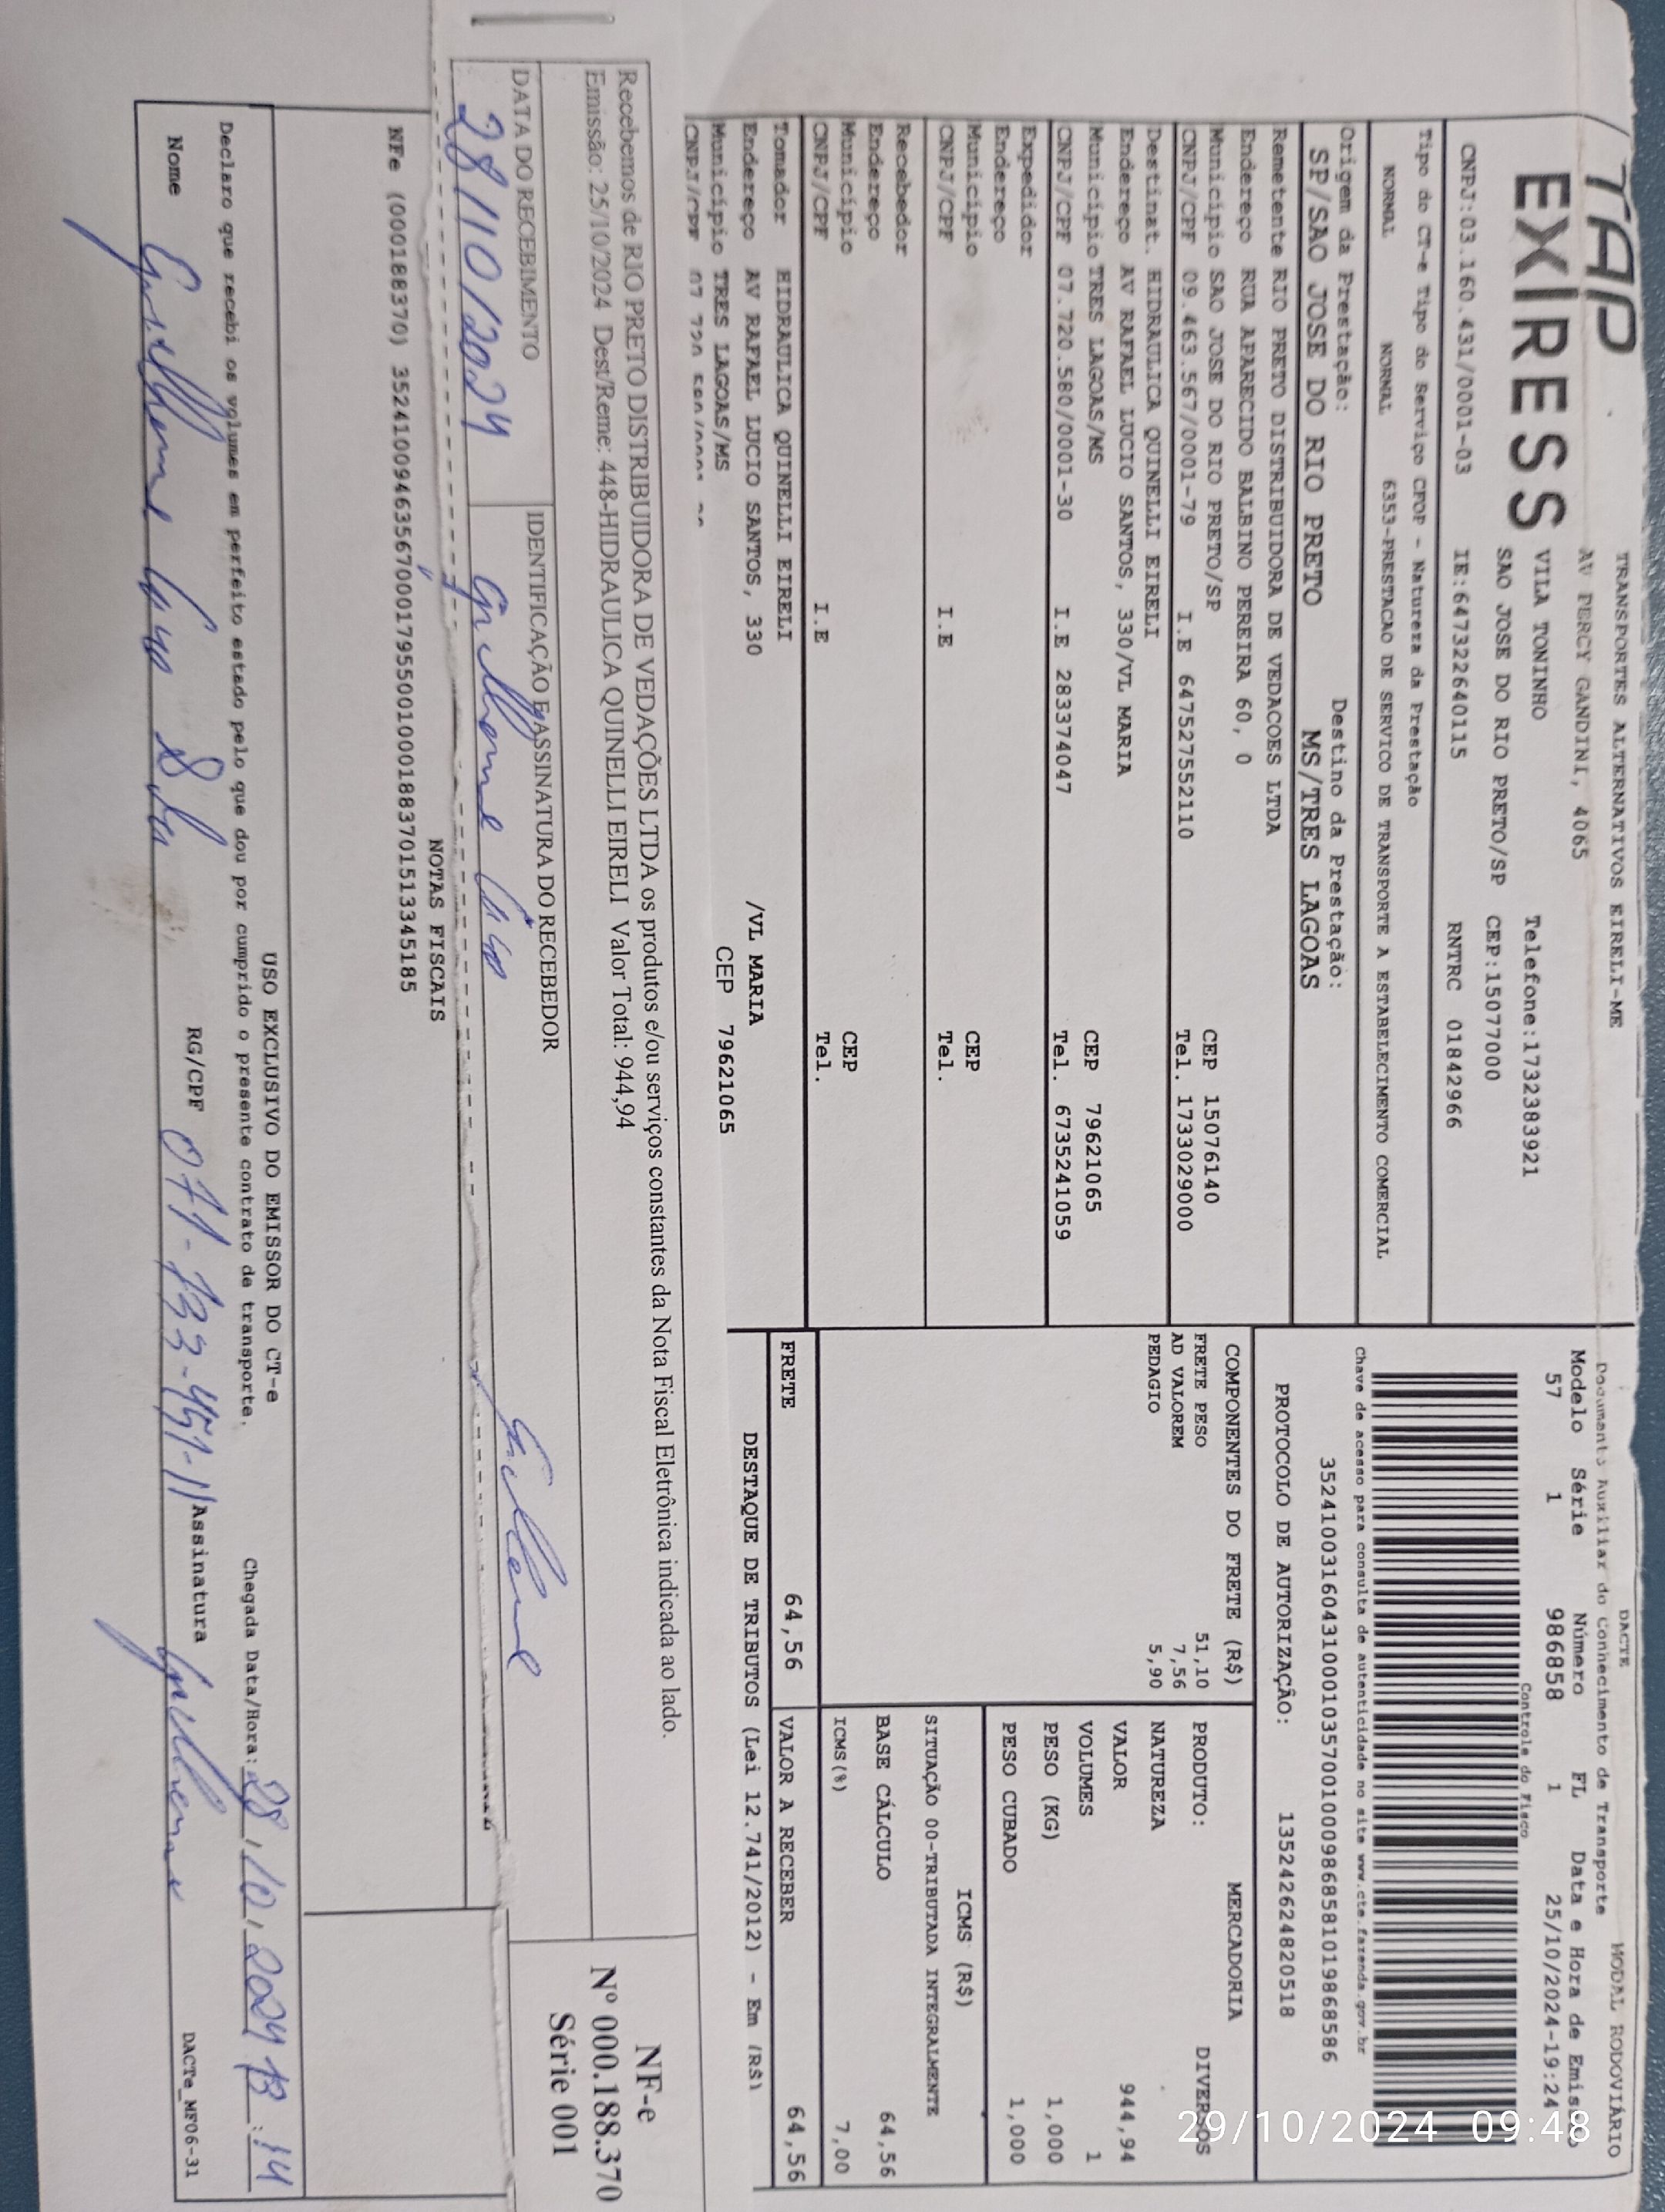 TAP
EXPRESS
TRANSPORTES ALTERNATIVOS EIRELI-ME
AV PERCY GANDINI, 4065
VILA TONINHO
Telefone:1732383921
SAO JOSE DO RIO PRETO/SP CEP:15077000
CNPJ:03.160.431/0001-03 IE:647322640115 RNTRC 01842966
DACTE
MODAL RODOVIÁRIO
Documento Auxiliar do Conhecimento de Transporte
Modelo Série Número FL Data e Hora de Emissão
57 1 986858 1 25/10/2024-19:24
Controle do Fisco
Chave de acesso para consulta de autenticidade no site www.cte.fazenda.gov.br
35241003160431000103570010009868581019868586
PROTOCOLO DE AUTORIZAÇÃO: 135242624820518
Tipo do CT-e Tipo do Serviço CFOP - Natureza da Prestação
NORMAL NORMAL 6353-PRESTACAO DE SERVICO DE TRANSPORTE A ESTABELECIMENTO COMERCIAL
Origem da Prestação: Destino da Prestação:
SP/SAO JOSE DO RIO PRETO MS/TRES LAGOAS
Remetente RIO PRETO DISTRIBUIDORA DE VEDACOES LTDA
Endereço RUA APARECIDO BALBINO PEREIRA 60, 0
Município SAO JOSE DO RIO PRETO/SP CEP 15076140
CNPJ/CPF 09.463.567/0001-79 I.E 647527552110 Tel. 1733029000
Destinat. HIDRAULICA QUINELLI EIRELI
Endereço AV RAFAEL LUCIO SANTOS, 330/VL MARIA
Município TRES LAGOAS/MS CEP 79621065
CNPJ/CPF 07.720.580/0001-30 I.E 283374047 Tel. 6735241059
Expedidor
Endereço
Município CEP
CNPJ/CPF I.E Tel.
Recebedor
Endereço
Município CEP
CNPJ/CPF I.E Tel.
Tomador HIDRAULICA QUINELLI EIRELI
Endereço AV RAFAEL LUCIO SANTOS, 330 /VL MARIA
Município TRES LAGOAS/MS CEP 79621065
CNPJ/CPF
COMPONENTES DO FRETE (R$)
FRETE PESO 51,10
AD VALOREM 7,56
PEDAGIO 5,90
MERCADORIA
PRODUTO: DIVERSOS
NATUREZA
VALOR 944,94
VOLUMES 1
PESO (KG) 1,000
PESO CUBADO 1,000
ICMS (R$)
SITUAÇÃO 00-TRIBUTADA INTEGRALMENTE
BASE CÁLCULO 64,56
ICMS(%) 7,00
FRETE 64,56 VALOR A RECEBER 64,56
DESTAQUE DE TRIBUTOS (Lei 12.741/2012) - Em (R$)
Recebemos de RIO PRETO DISTRIBUIDORA DE VEDAÇÕES LTDA os produtos e/ou serviços constantes da Nota Fiscal Eletrônica indicada ao lado.
Emissão: 25/10/2024 Dest/Reme: 448-HIDRAULICA QUINELLI EIRELI Valor Total: 944,94
DATA DO RECEBIMENTO IDENTIFICAÇÃO E ASSINATURA DO RECEBEDOR
28/10/2024 Guilherme Guilherme
NF-e
Nº 000.188.370
Série 001
NOTAS FISCAIS
NFe (000188370) 35241009463567000179550010001883701513345185
USO EXCLUSIVO DO EMISSOR DO CT-e
Declaro que recebi os volumes em perfeito estado pelo que dou por cumprido o presente contrato de transporte. Chegada Data/Hora: 28/10/2024 13:14
Nome Guilherme RG/CPF Assinatura Guilherme
DACTe_MF06-31
29/10/2024 09:48